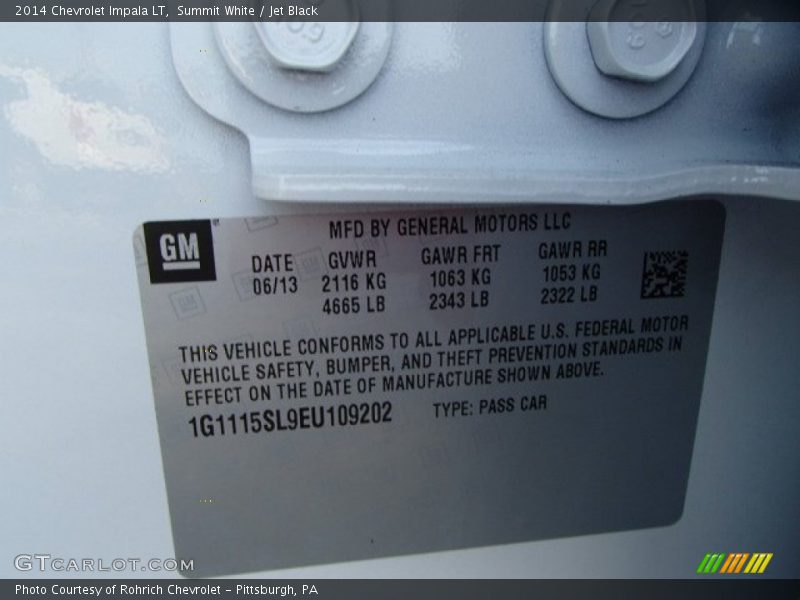 2014 Chevrolet Impala LT, Summit White / Jet Black
GM
MFD BY GENERAL MOTORS LLC
DATE GVWR GAWR FRT GAWR RR
06/13 2116 KG 1063 KG 1053 KG
4665 LB 2343 LB 2322 LB
THIS VEHICLE CONFORMS TO ALL APPLICABLE U.S. FEDERAL MOTOR
VEHICLE SAFETY, BUMPER, AND THEFT PREVENTION STANDARDS IN
EFFECT ON THE DATE OF MANUFACTURE SHOWN ABOVE.
1G1115SL9EU109202 TYPE: PASS CAR
GTCARLOT.COM
Photo Courtesy of Rohrich Chevrolet - Pittsburgh, PA